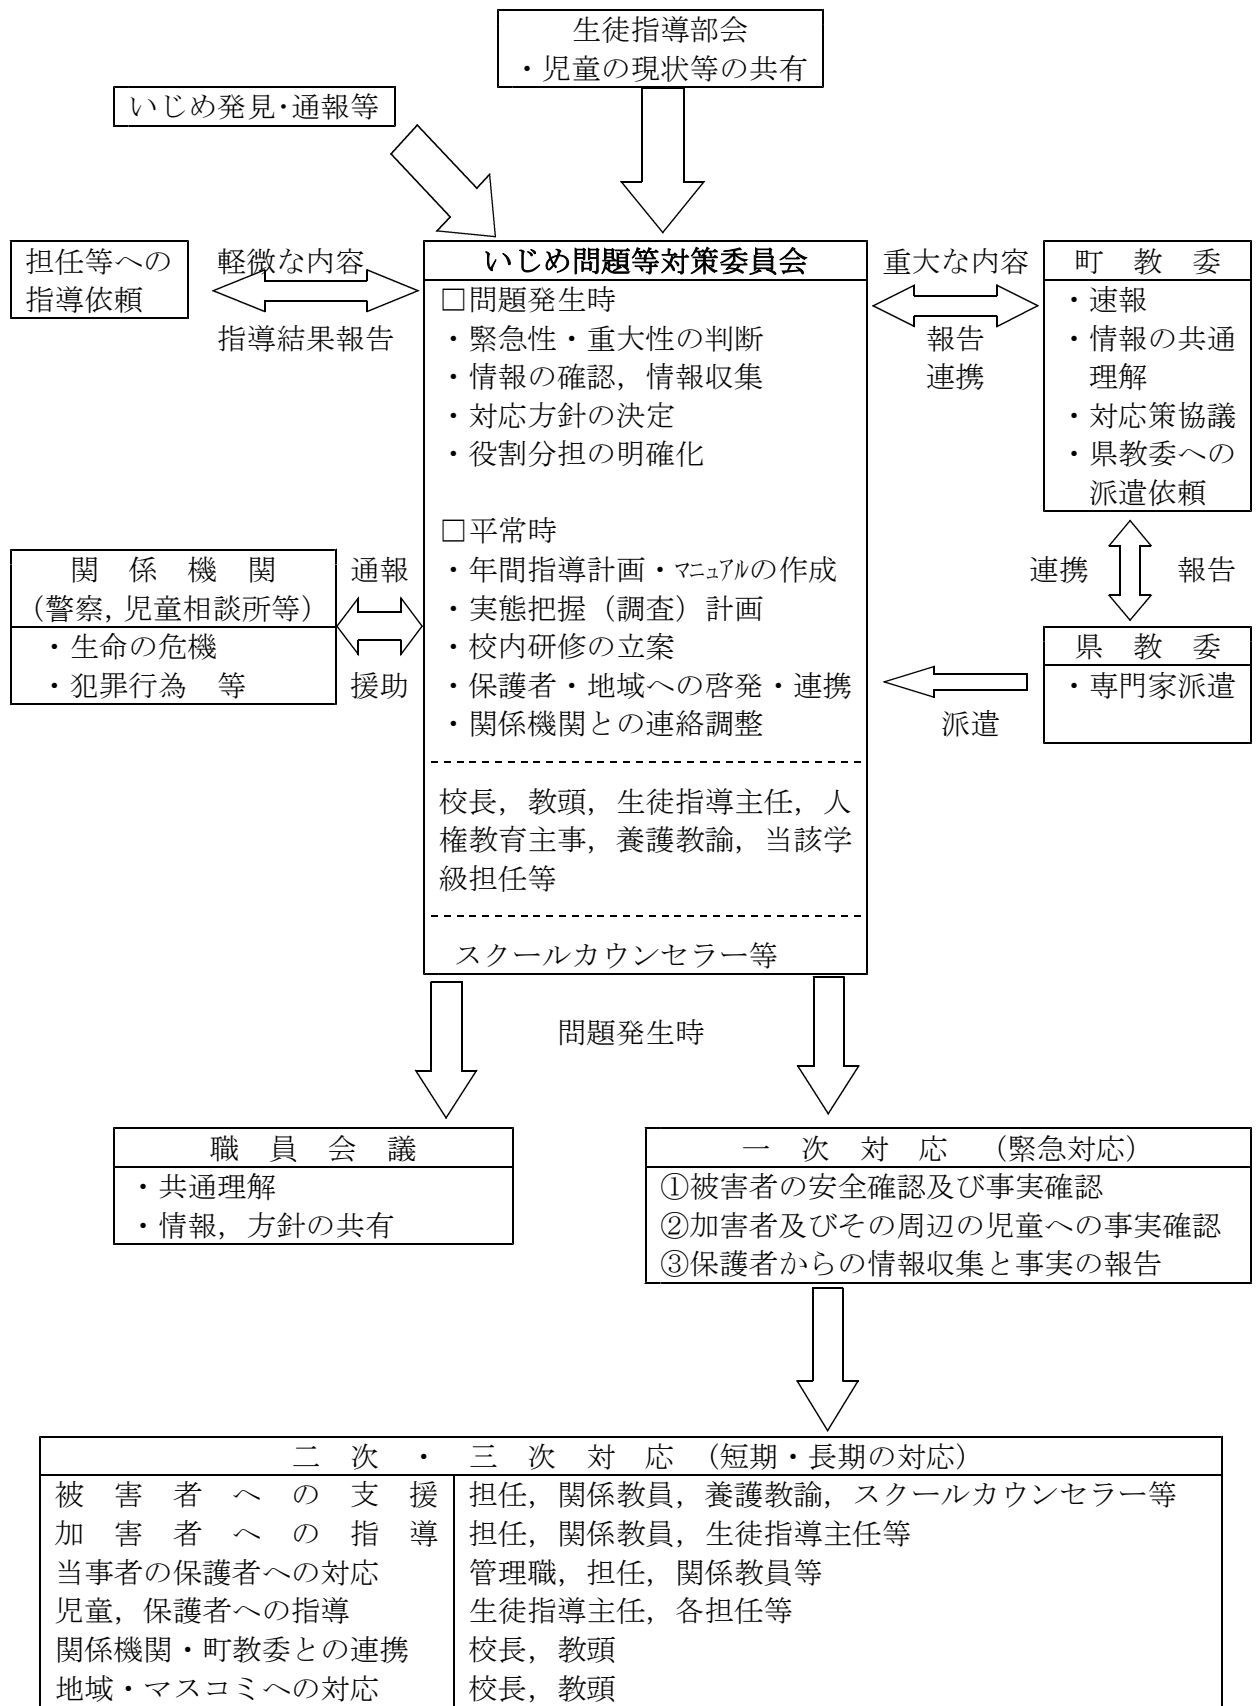 生徒指導部会
・児童の現状等の共有
いじめ発見・通報等
担任等への
指導依頼
軽微な内容
指導結果報告
いじめ問題等対策委員会
□問題発生時
・緊急性・重大性の判断
・情報の確認，情報収集
・対応方針の決定
・役割分担の明確化
□平常時
・年間指導計画・ﾏﾆｭｱﾙの作成
・実態把握（調査）計画
・校内研修の立案
・保護者・地域への啓発・連携
・関係機関との連絡調整
校長，教頭，生徒指導主任，人
権教育主事，養護教諭，当該学
級担任等
スクールカウンセラー等
重大な内容
報告
連携
町　教　委
・速報
・情報の共通
理解
・対応策協議
・県教委への
派遣依頼
連携
報告
県　教　委
・専門家派遣
派遣
関　係　機　関
（警察，児童相談所等）
・生命の危機
・犯罪行為　等
通報
援助
問題発生時
職　員　会　議
・共通理解
・情報，方針の共有
一　次　対　応　（緊急対応）
①被害者の安全確認及び事実確認
②加害者及びその周辺の児童への事実確認
③保護者からの情報収集と事実の報告
二　次　・　三　次　対　応　（短期・長期の対応）
被　害　者　へ　の　支　援　担任，関係教員，養護教諭，スクールカウンセラー等
加　害　者　へ　の　指　導　担任，関係教員，生徒指導主任等
当事者の保護者への対応　管理職，担任，関係教員等
児童，保護者への指導　生徒指導主任，各担任等
関係機関・町教委との連携　校長，教頭
地域・マスコミへの対応　校長，教頭